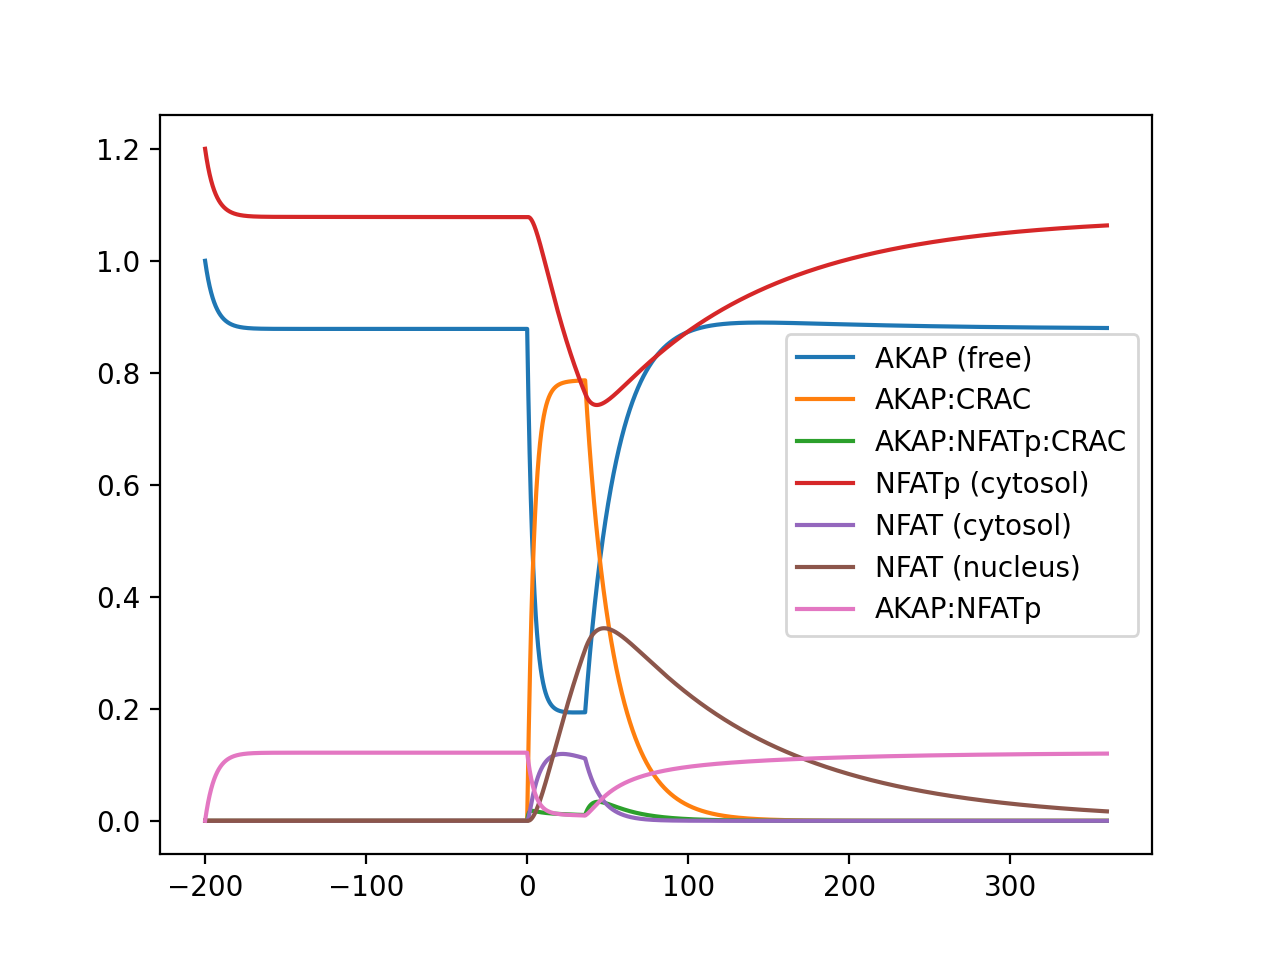 1.2
1.0
0.8
0.6
0.4
0.2
0.0
−200
−100
0
100
200
300
AKAP (free)
AKAP:CRAC
AKAP:NFATp:CRAC
NFATp (cytosol)
NFAT (cytosol)
NFAT (nucleus)
AKAP:NFATp